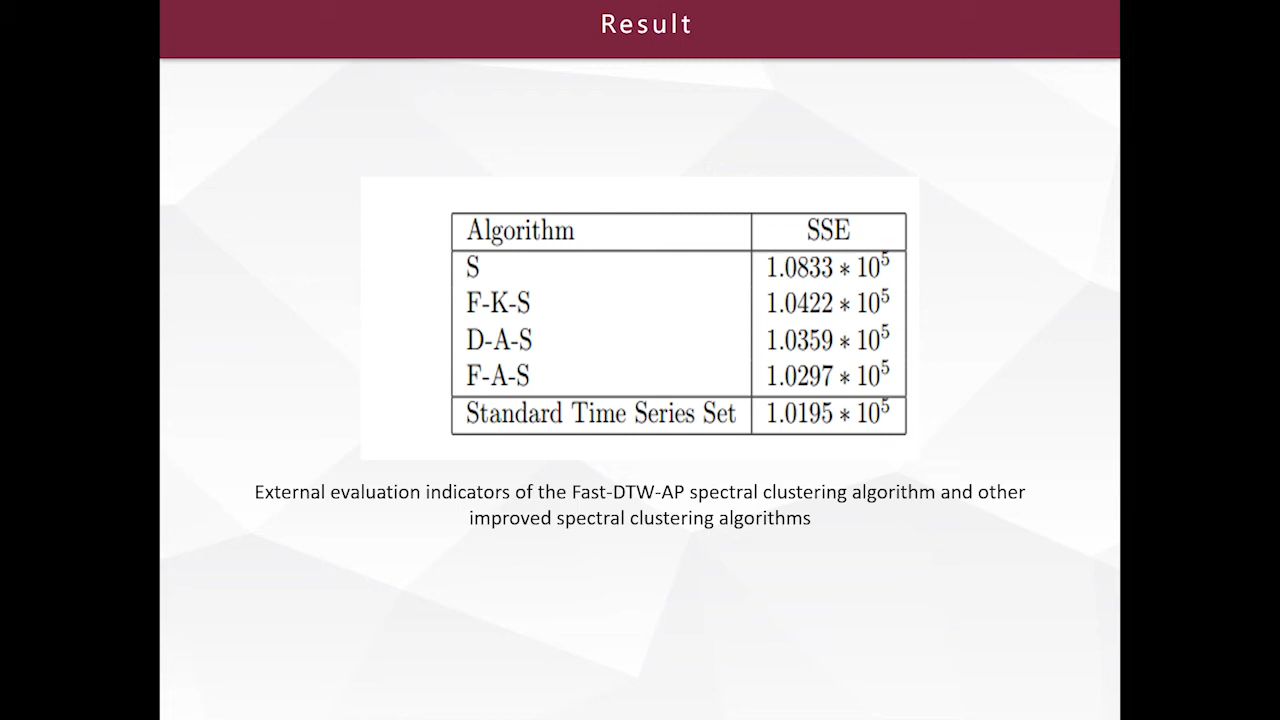 Result
Algorithm SSE
S 1.0833 * 10^5
F-K-S 1.0422 * 10^5
D-A-S 1.0359 * 10^5
F-A-S 1.0297 * 10^5
Standard Time Series Set 1.0195 * 10^5
External evaluation indicators of the Fast-DTW-AP spectral clustering algorithm and other
improved spectral clustering algorithms